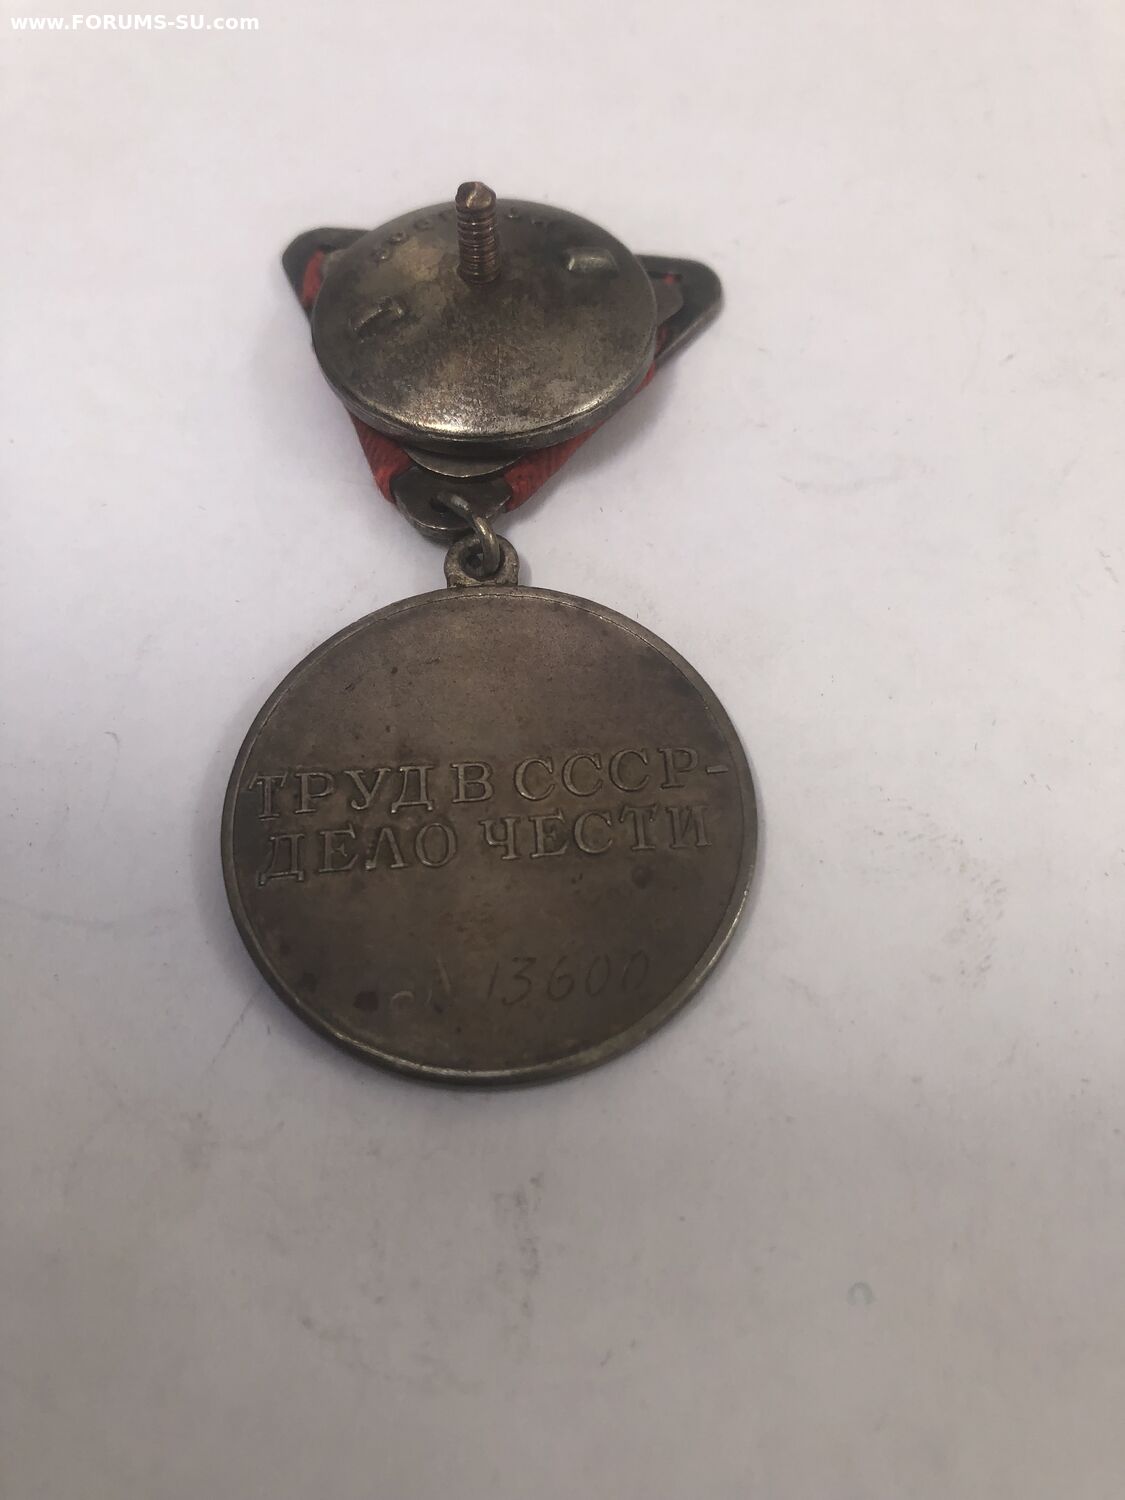 www.FORUMS-SU.com
ТРУД В СССР-
ДЕЛО ЧЕСТИ
№ 13600